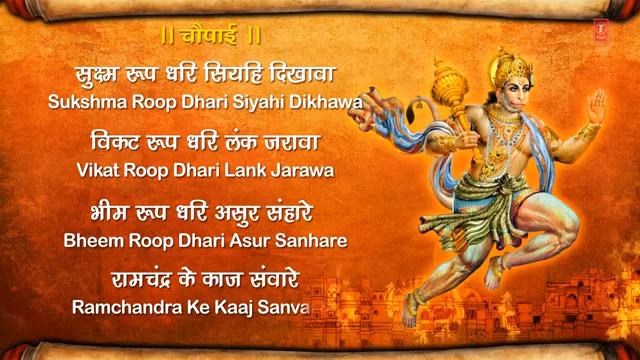 ॥ चौपाई ॥
सुक्ष्म रूप धरि सियहि दिखावा
Sukshma Roop Dhari Siyahi Dikhawa
विकट रूप धरि लंक जरावा
Vikat Roop Dhari Lank Jarawa
भीम रूप धरि असुर संहारे
Bheem Roop Dhari Asur Sanhare
रामचंद्र के काज संवारे
Ramchandra Ke Kaaj Sanva